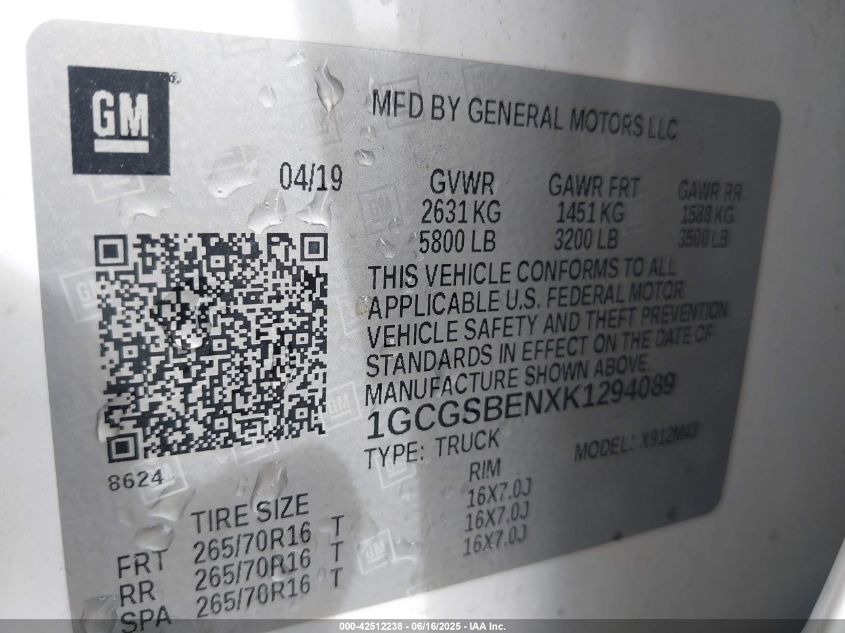 GM
MFD BY GENERAL MOTORS LLC
04/19
GVWR GAWR FRT GAWR RR
2631 KG 1451 KG 1588 KG
5800 LB 3200 LB 3500 LB
THIS VEHICLE CONFORMS TO ALL
APPLICABLE U.S. FEDERAL MOTOR
VEHICLE SAFETY AND THEFT PREVENTION
STANDARDS IN EFFECT ON THE DATE OF
MANUFACTURE SHOWN ABOVE.
1GCGSBENXK1294089
TYPE: TRUCK MODEL: X912M43
8624
TIRE SIZE RIM
FRT 265/70R16 T 16X7.0J
RR 265/70R16 T 16X7.0J
SPA 265/70R16 T 16X7.0J
000-42512238 - 06/16/2025 - IAA Inc.